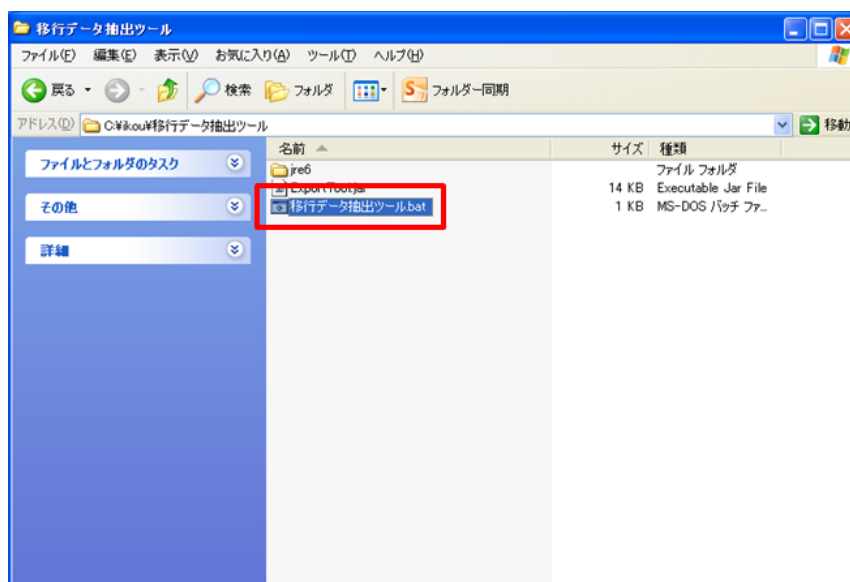 移行データ抽出ツール
ファイル(F) 編集(E) 表示(V) お気に入り(A) ツール(T) ヘルプ(H)
戻る 検索 フォルダ フォルダー同期
アドレス(D) C:¥ikou¥移行データ抽出ツール 移動
名前 サイズ 種類
ファイルとフォルダのタスク
その他
詳細
jre6 ファイル フォルダ
ExportTool.jar 14 KB Executable Jar File
移行データ抽出ツール.bat 1 KB MS-DOS バッチ ファ...